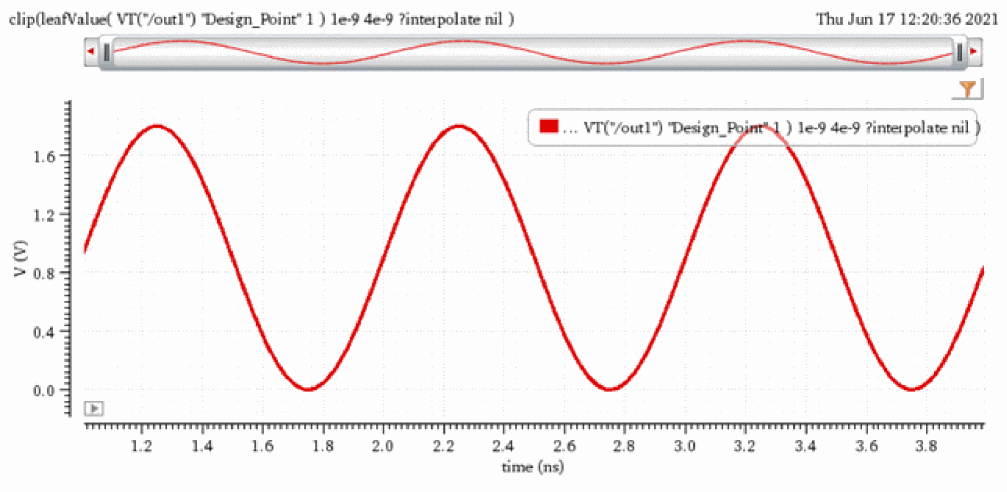 clip(leafValue( VT("/out1") "Design_Point" 1 ) 1e-9 4e-9 ?interpolate nil )
Thu Jun 17 12:20:36 2021
... VT("/out1") "Design_Point" 1 ) 1e-9 4e-9 ?interpolate nil )
1.6
1.2
0.8
0.4
0.0
V (V)
1.2 1.4 1.6 1.8 2.0 2.2 2.4 2.6 2.8 3.0 3.2 3.4 3.6 3.8
time (ns)